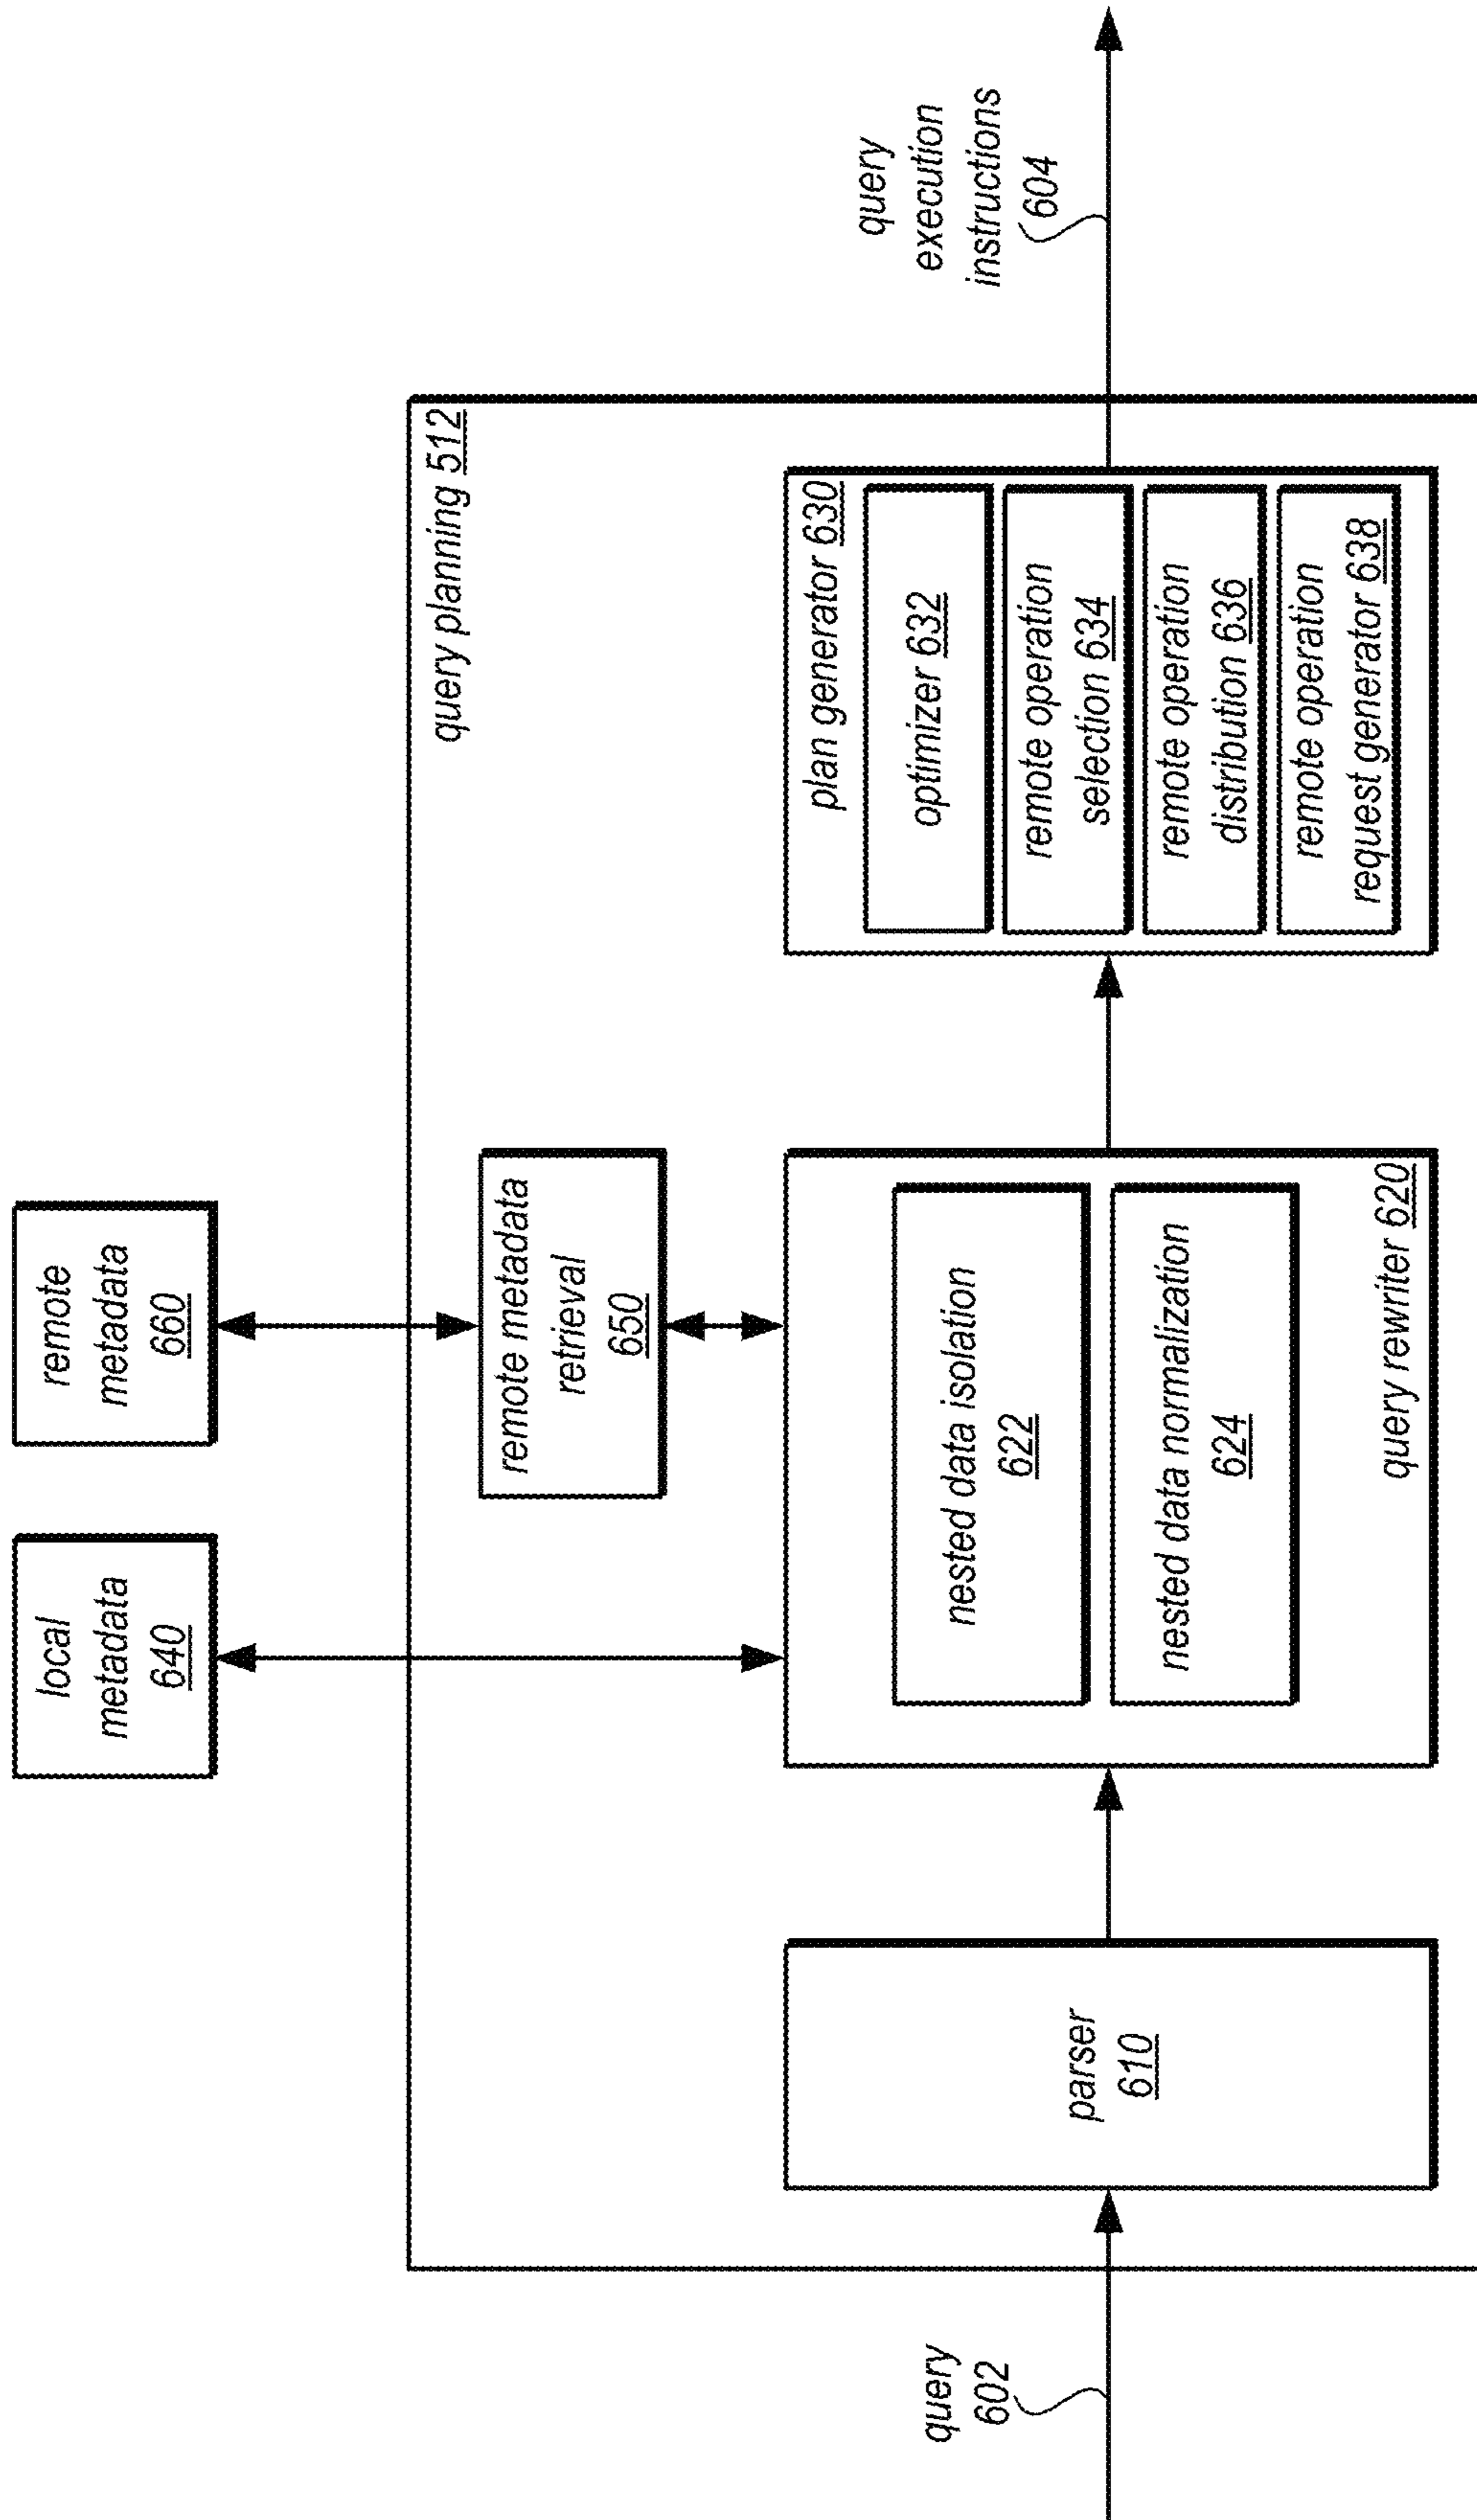 local
metadata
640
remote
metadata
660
query planning 512
remote metadata
retrieval
650
query
602
parser
610
nested data isolation
622
nested data normalization
624
query rewriter 620
plan generator 630
optimizer 632
remote operation
selection 634
remote operation
distribution 636
remote operation
request generator 638
query
execution
instructions
604